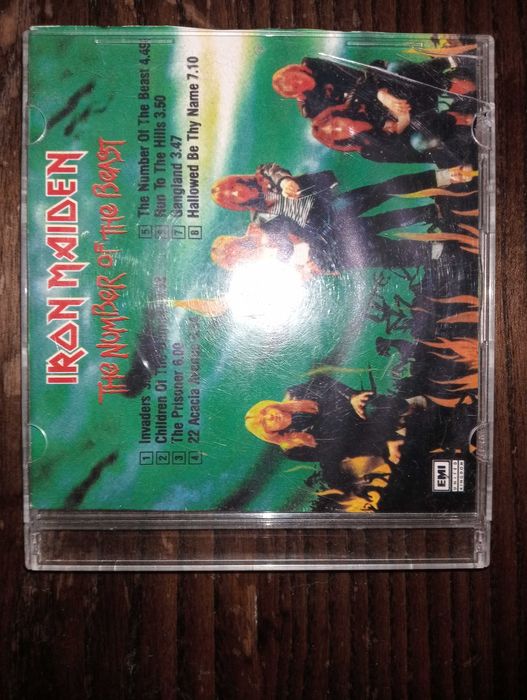 IRON MAIDEN
THE NUMBER OF THE BEAST
1 Invaders
2 Children Of The
3 The Prisoner 6.00
4 22 Acacia Avenue
5 The Number Of The Beast 4.49
6 Run To The Hills 3.50
7 Gangland 3.47
8 Hallowed Be Thy Name 7.10
EMI